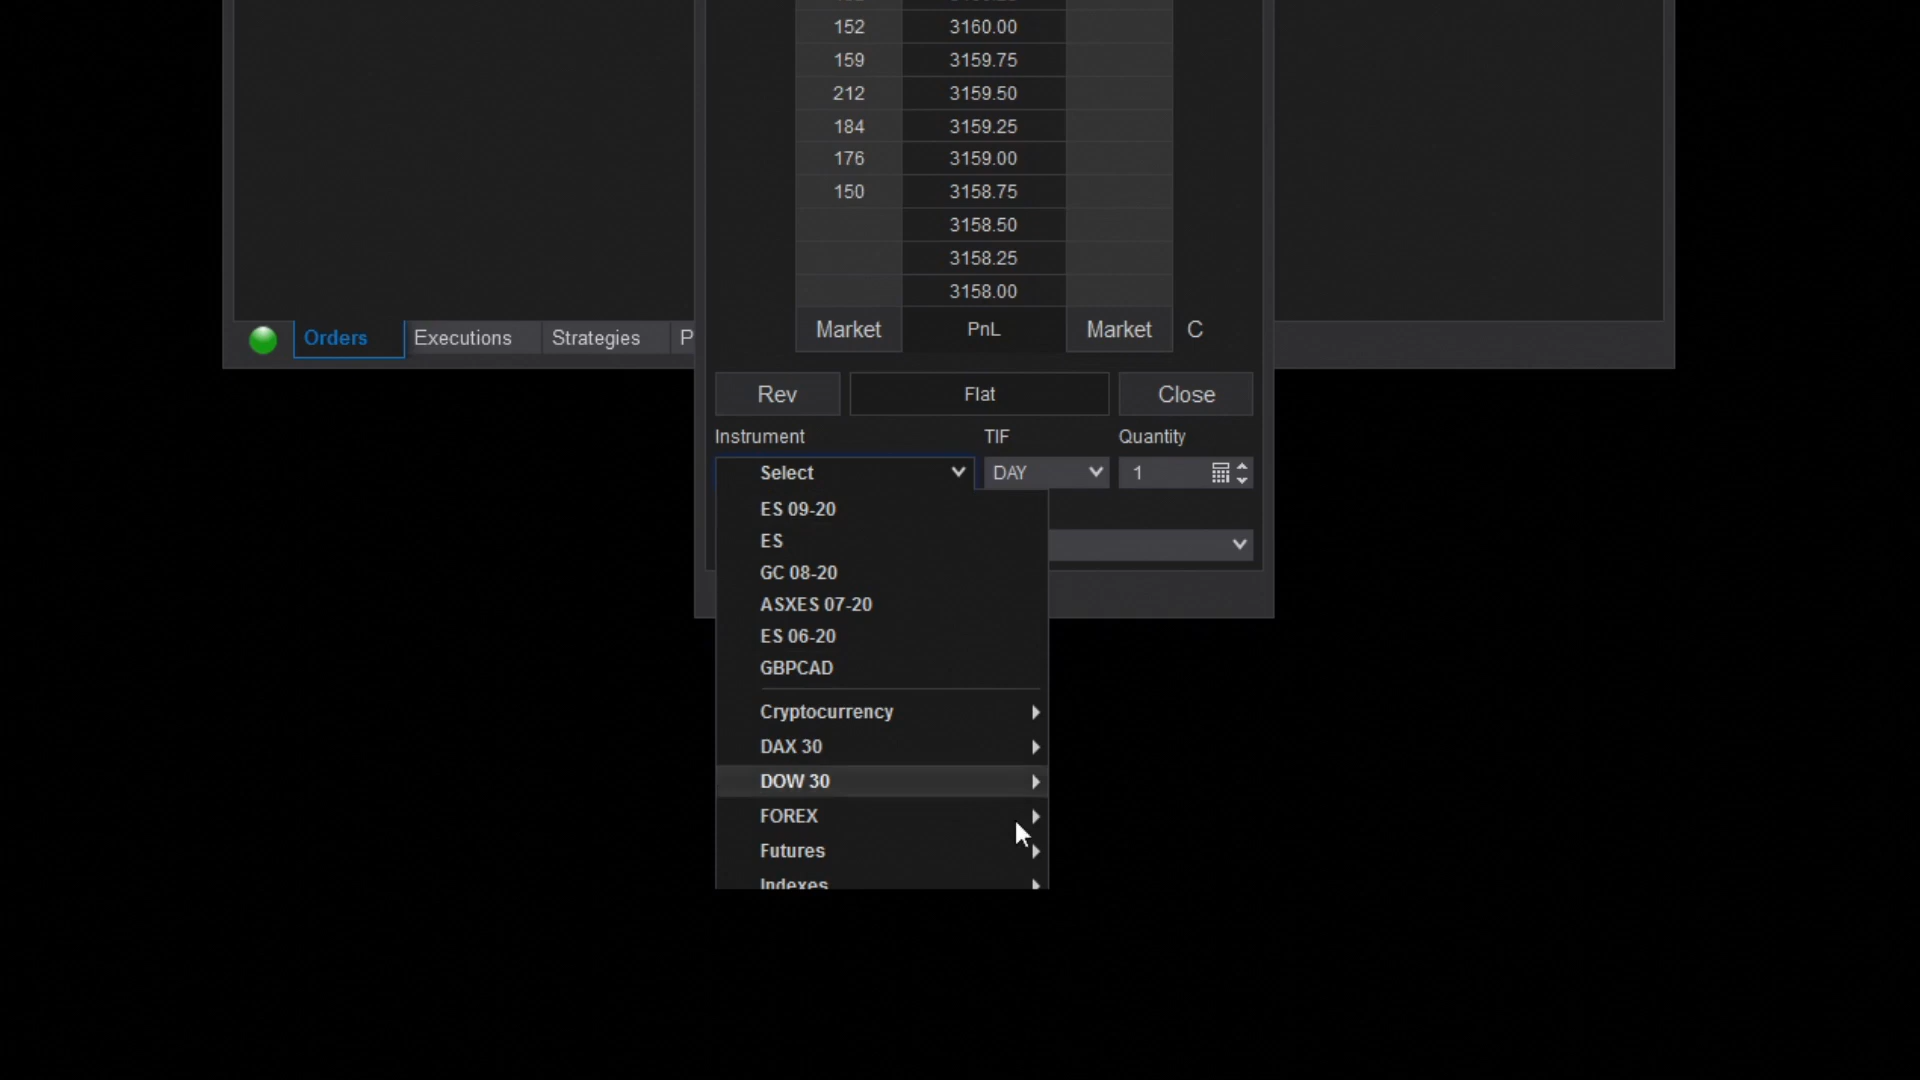 152 3160.00
159 3159.75
212 3159.50
184 3159.25
176 3159.00
150 3158.75
3158.50
3158.25
3158.00
Market PnL Market C
Orders Executions Strategies P
Rev Flat Close
Instrument TIF Quantity
Select DAY 1
ES 09-20
ES
GC 08-20
ASXES 07-20
ES 06-20
GBPCAD
Cryptocurrency
DAX 30
DOW 30
FOREX
Futures
Indexes